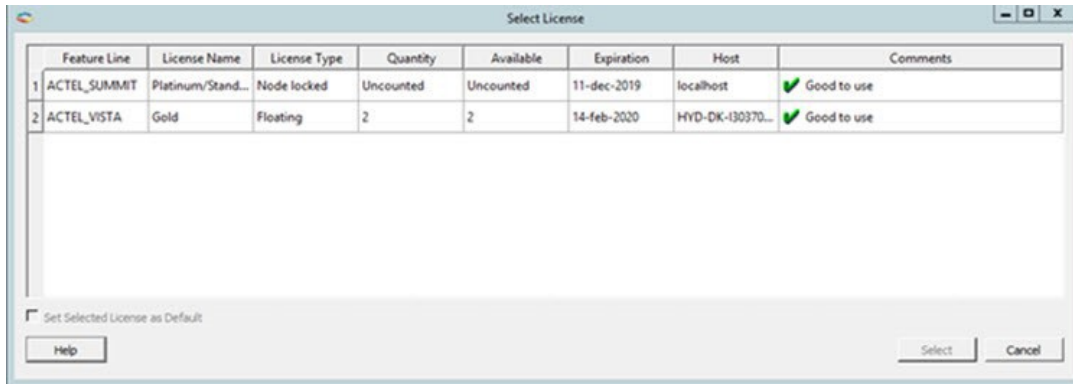 Select License
Feature Line License Name License Type Quantity Available Expiration Host Comments
1 ACTEL_SUMMIT Platinum/Stand... Node locked Uncounted Uncounted 11-dec-2019 localhost Good to use
2 ACTEL_VISTA Gold Floating 2 2 14-feb-2020 HYD-DK-I30370... Good to use
Set Selected License as Default
Help Select Cancel